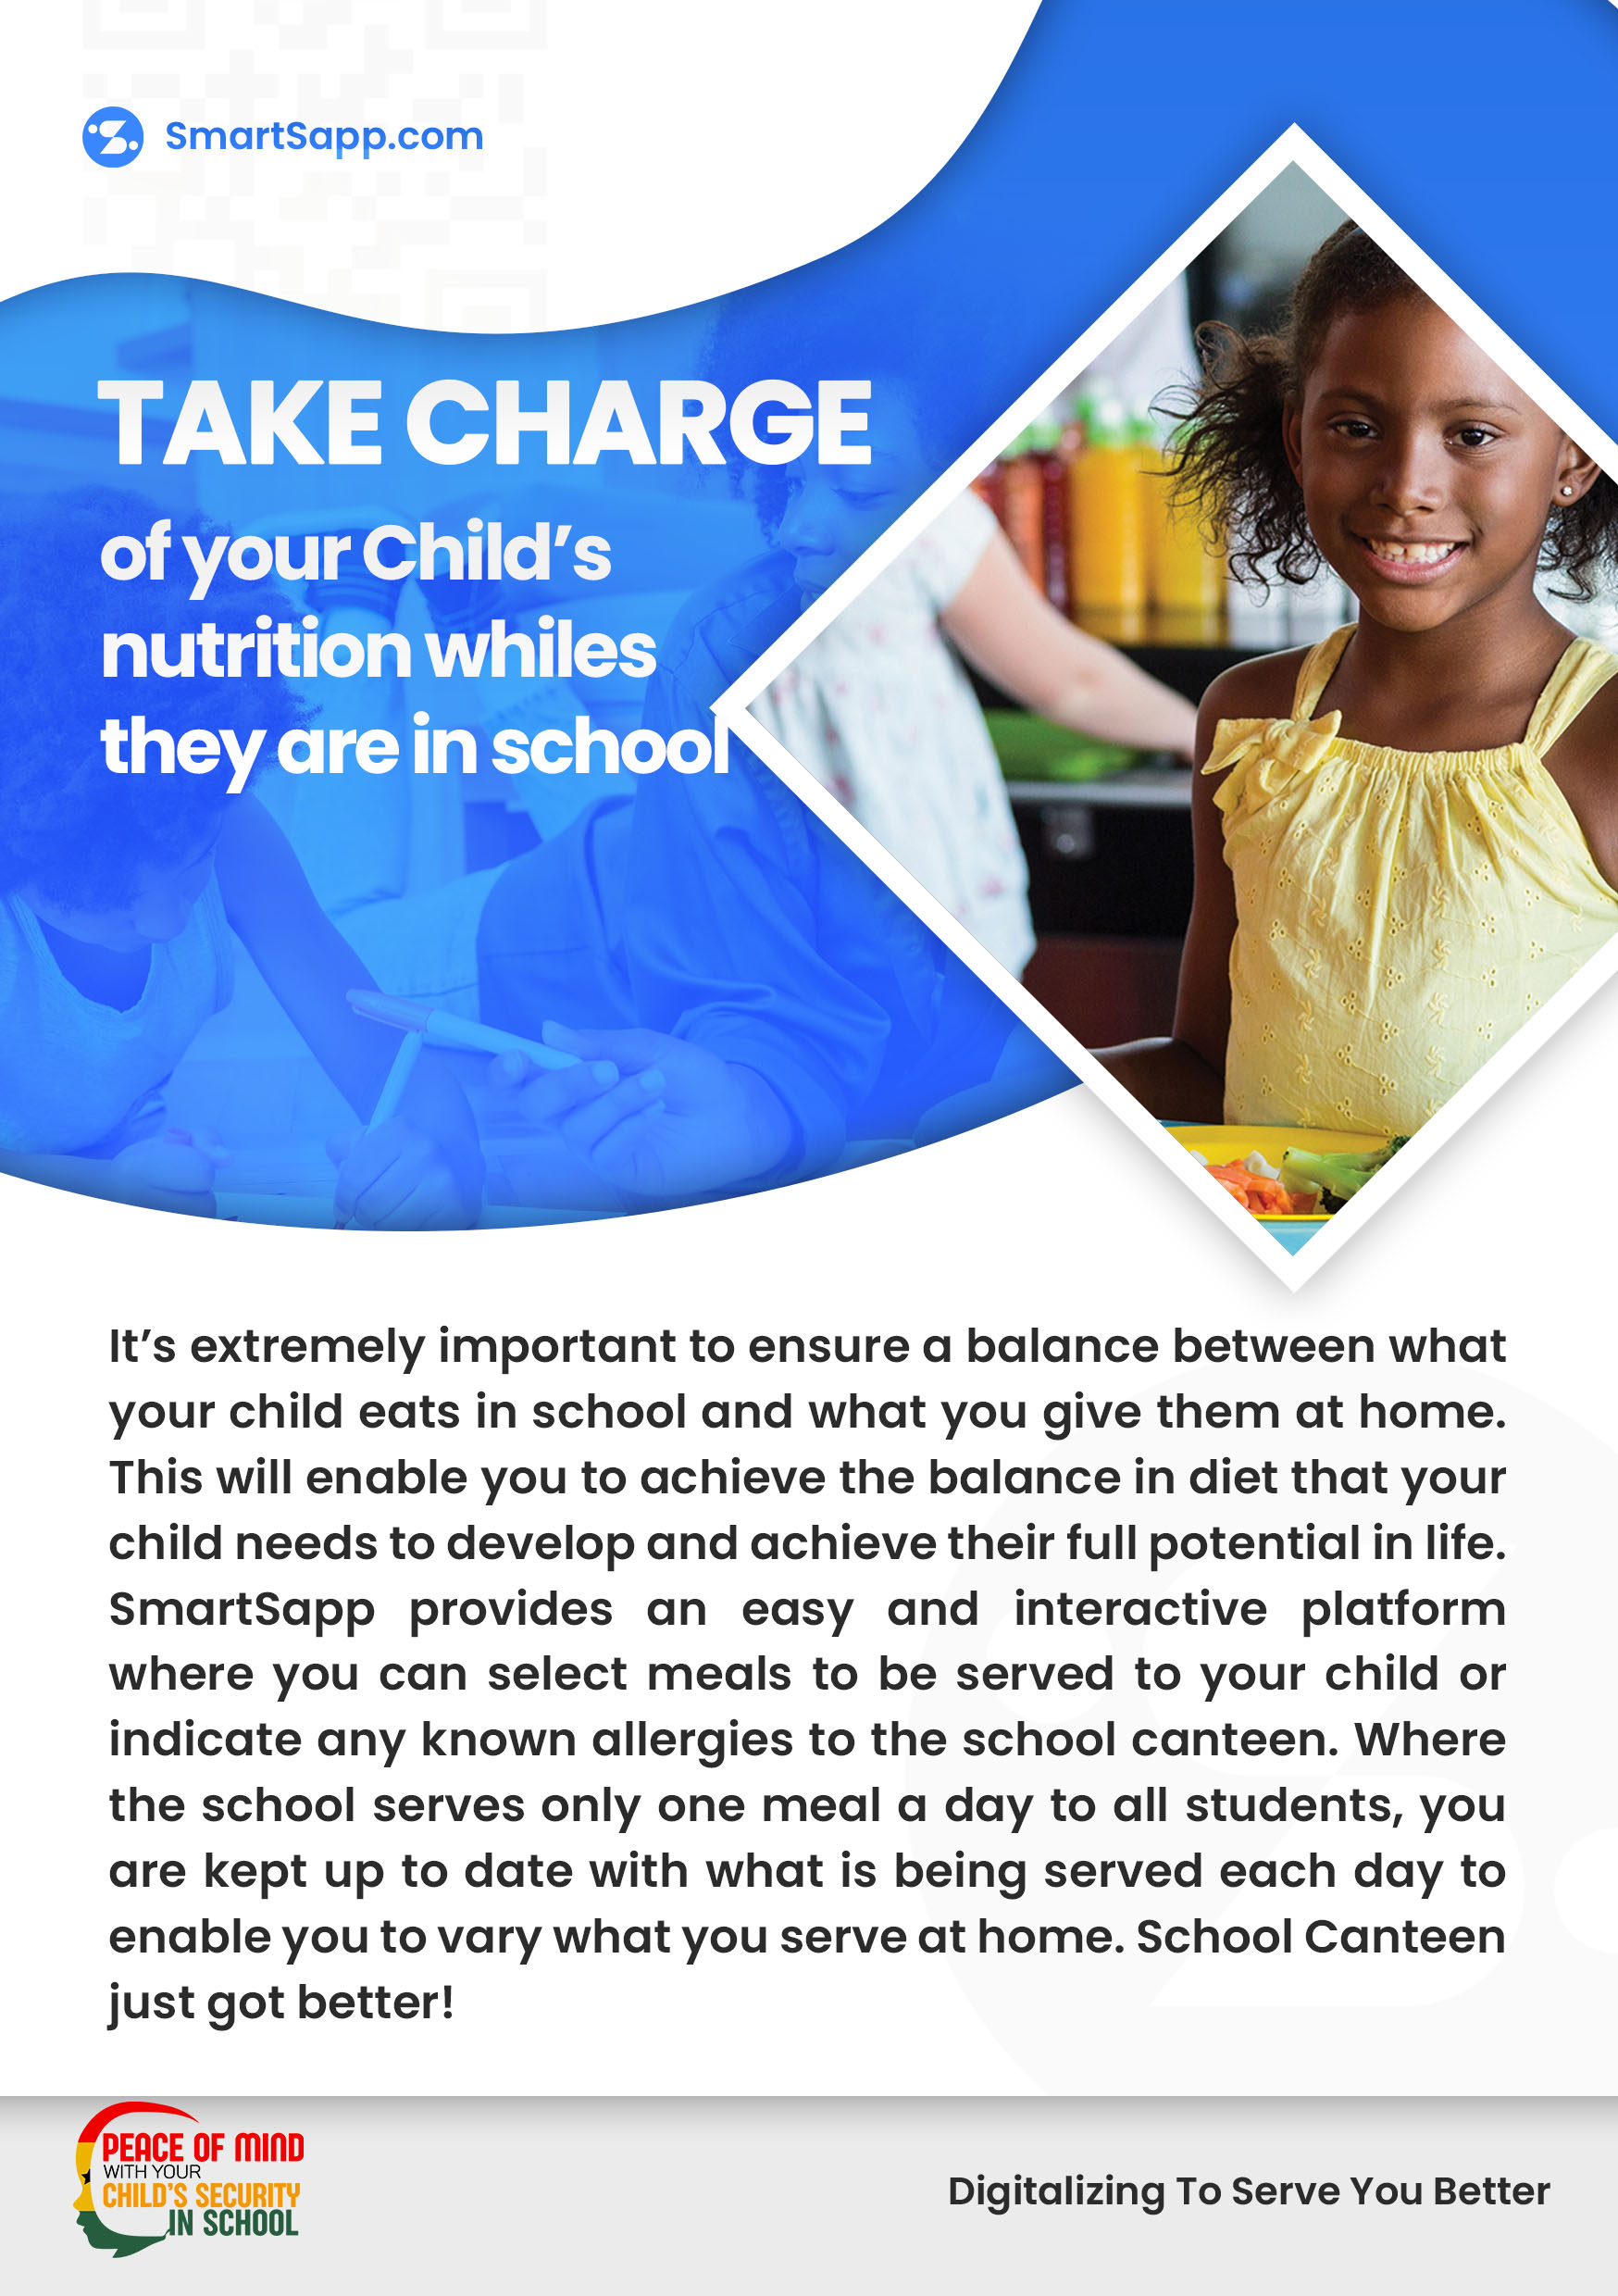 SmartSapp.com
TAKE CHARGE
of your Child’s
nutrition whiles
they are in school
It’s extremely important to ensure a balance between what
your child eats in school and what you give them at home.
This will enable you to achieve the balance in diet that your
child needs to develop and achieve their full potential in life.
SmartSapp provides an easy and interactive platform
where you can select meals to be served to your child or
indicate any known allergies to the school canteen. Where
the school serves only one meal a day to all students, you
are kept up to date with what is being served each day to
enable you to vary what you serve at home. School Canteen
just got better!
PEACE OF MIND
WITH YOUR
CHILD’S SECURITY
IN SCHOOL
Digitalizing To Serve You Better